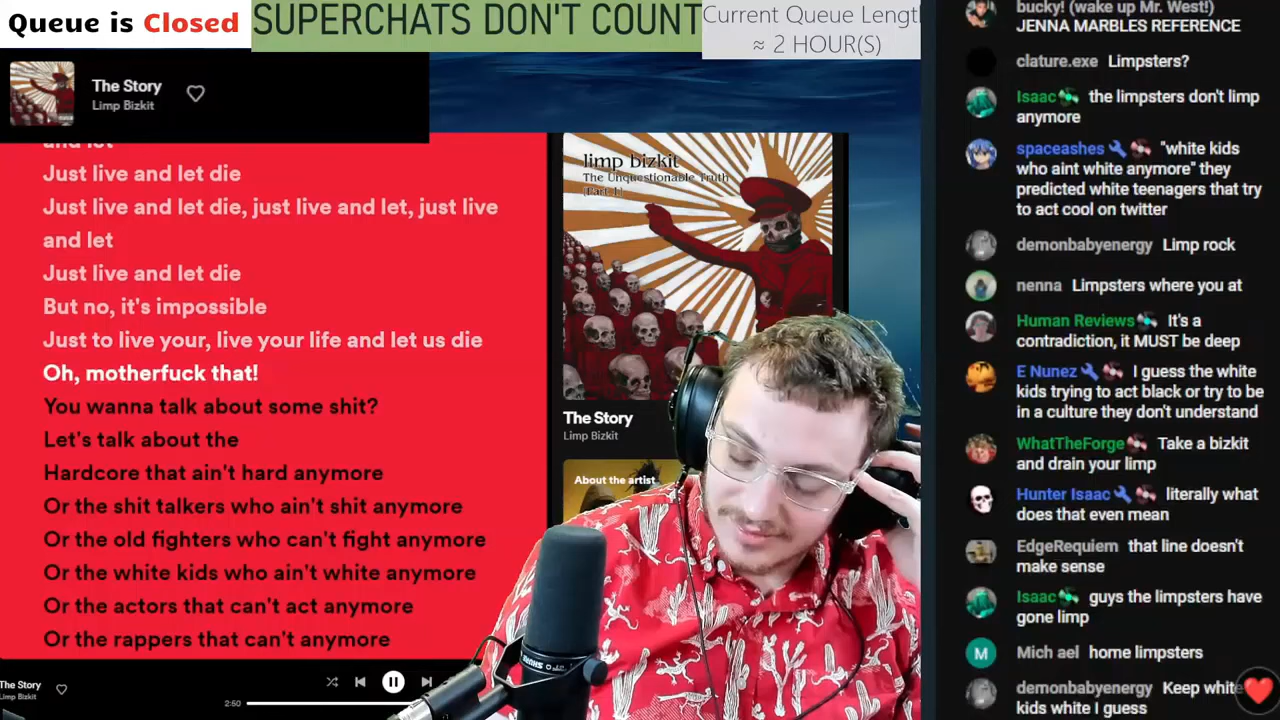 Queue is Closed
SUPERCHATS DON'T COUNT
Current Queue Lengt
≈ 2 HOUR(S)
The Story
Limp Bizkit
and let
Just live and let die
Just live and let die, just live and let, just live
and let
Just live and let die
But no, it's impossible
Just to live your, live your life and let us die
Oh, motherfuck that!
You wanna talk about some shit?
Let's talk about the
Hardcore that ain't hard anymore
Or the shit talkers who ain't shit anymore
Or the old fighters who can't fight anymore
Or the white kids who ain't white anymore
Or the actors that can't act anymore
Or the rappers that can't anymore
limp bizkit
The Unquestionable Truth
(Part 1)
The Story
Limp Bizkit
About the artist
The Story
Limp Bizkit
2:50
SHURE
bucky! (wake up Mr. West!)
JENNA MARBLES REFERENCE
clature.exe Limpsters?
Isaac the limpsters don't limp
anymore
spaceashes "white kids
who aint white anymore" they
predicted white teenagers that try
to act cool on twitter
demonbabyenergy Limp rock
nenna Limpsters where you at
Human Reviews It's a
contradiction, it MUST be deep
E Nunez I guess the white
kids trying to act black or try to be
in a culture they don't understand
WhatTheForge Take a bizkit
and drain your limp
Hunter Isaac literally what
does that even mean
EdgeRequiem that line doesn't
make sense
Isaac guys the limpsters have
gone limp
M
Mich ael home limpsters
demonbabyenergy Keep white
kids white I guess